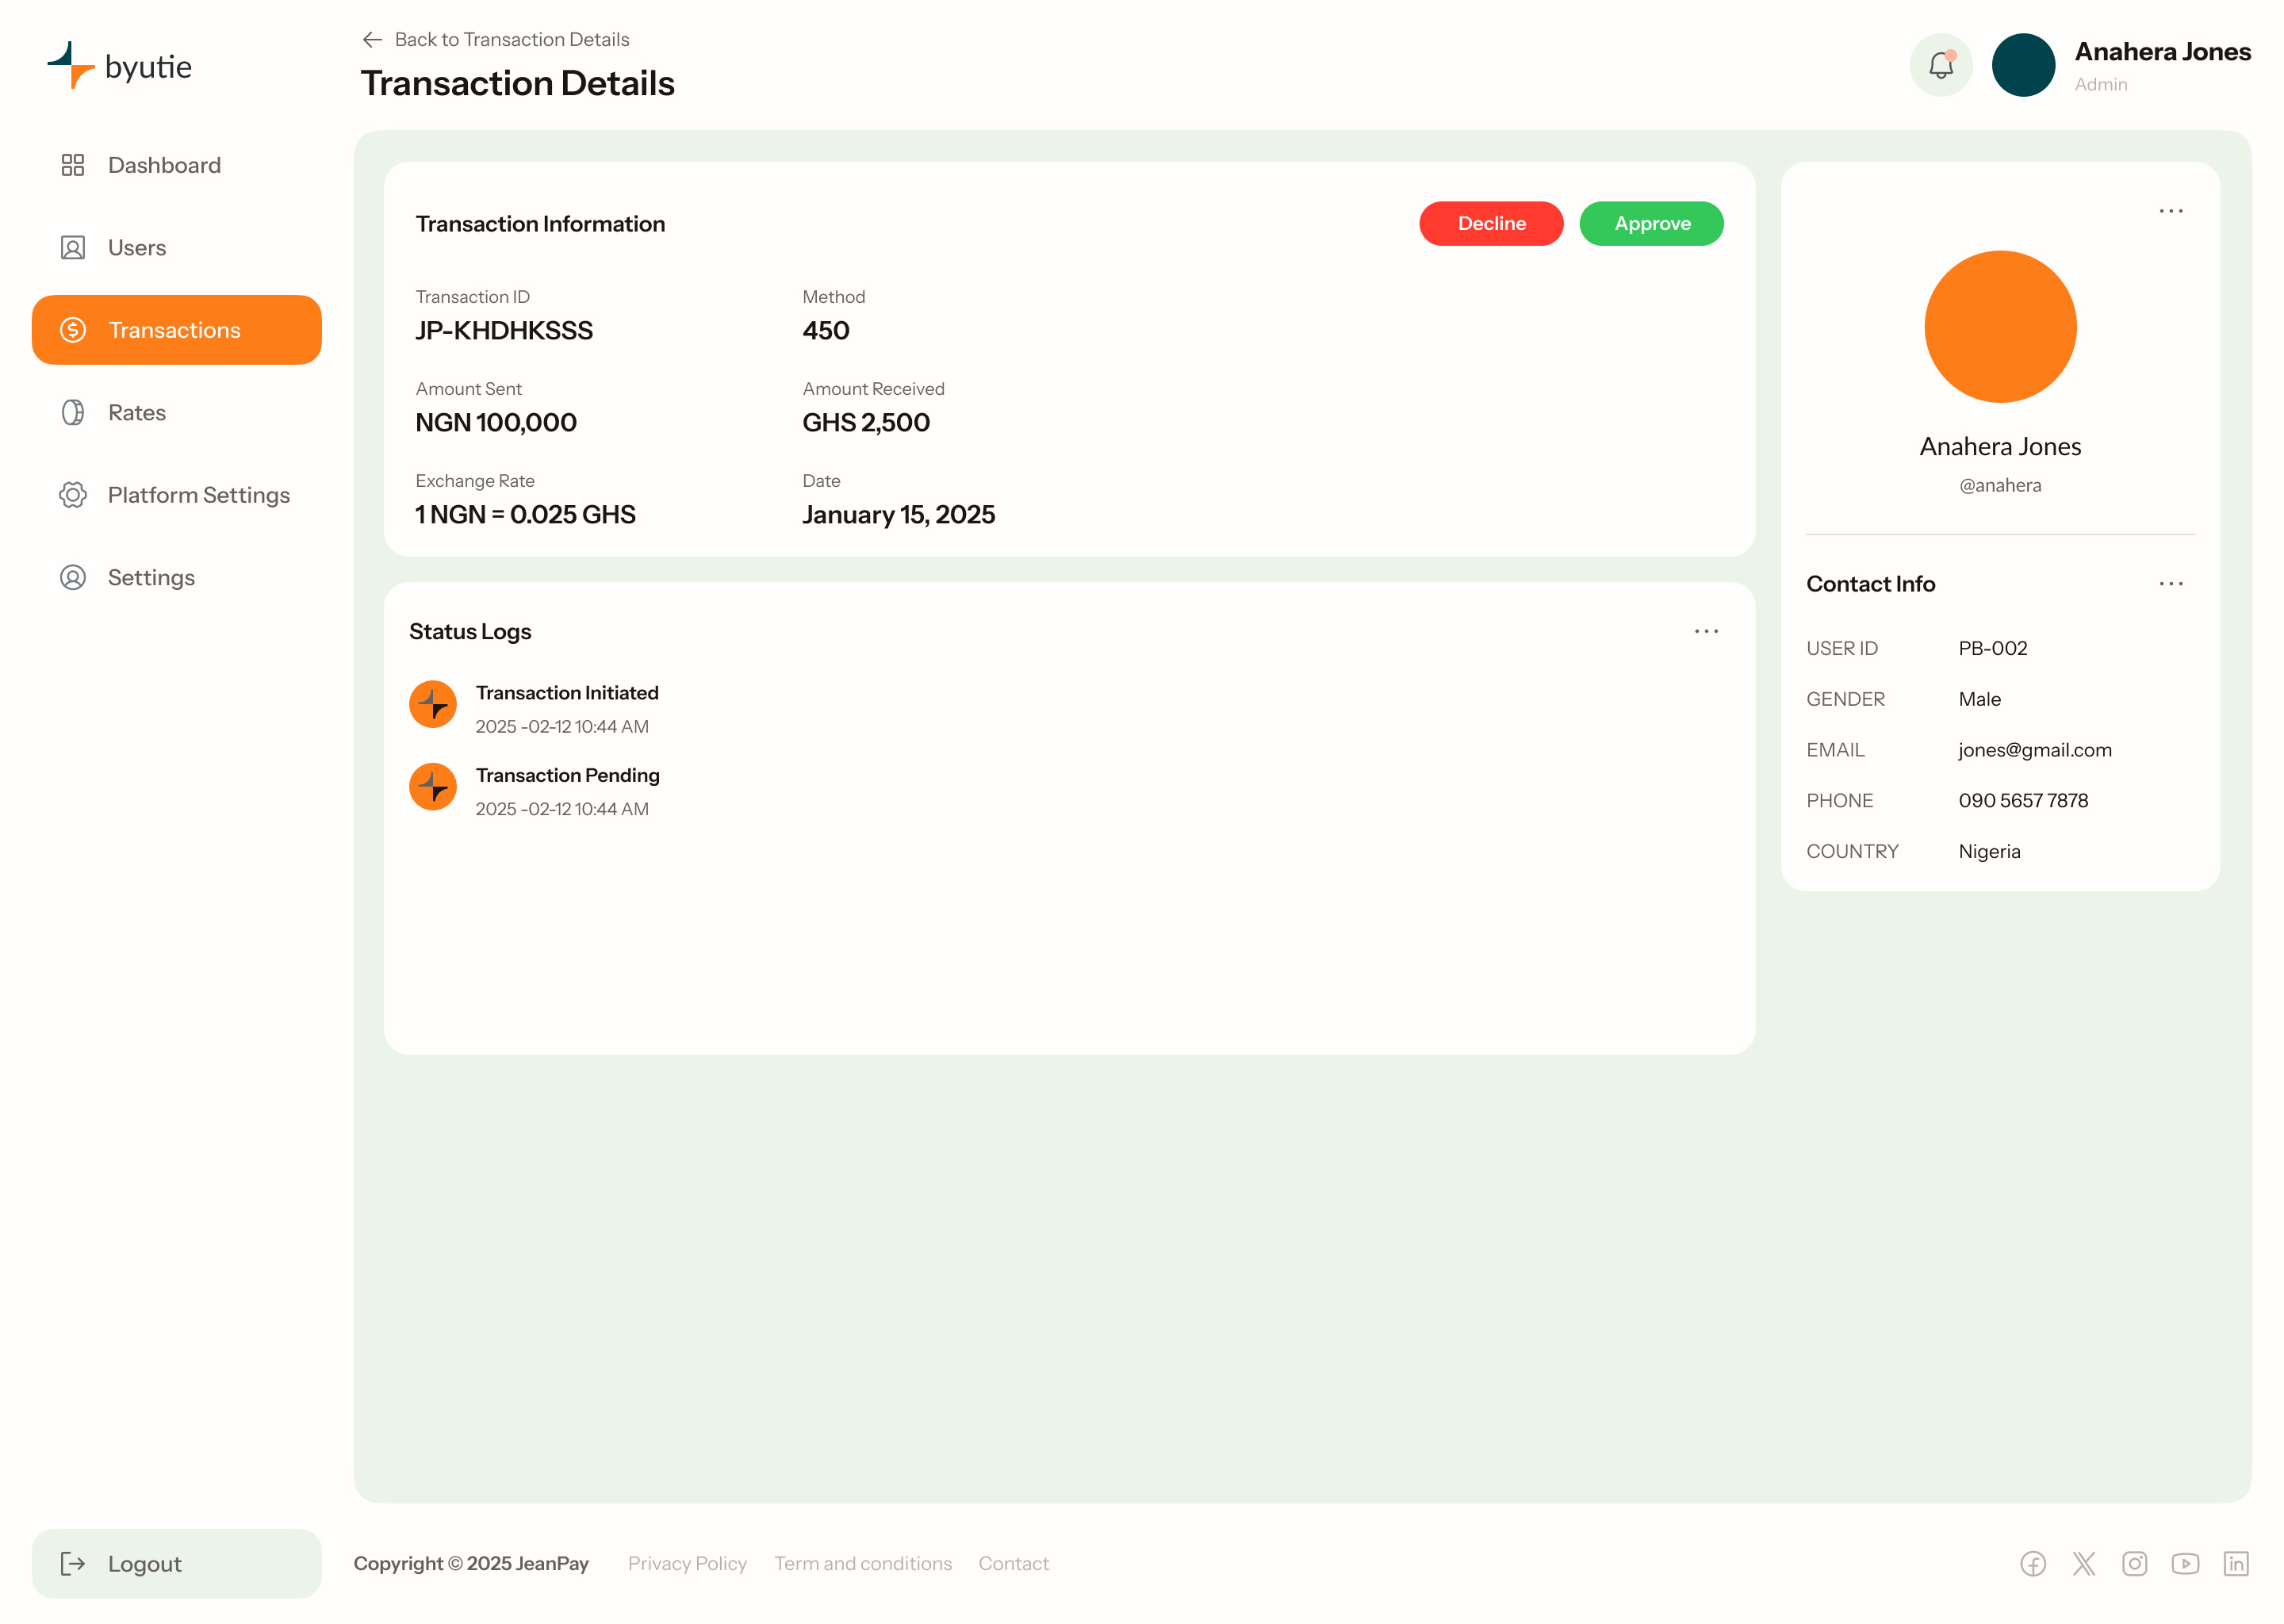 byutie
Dashboard
Users
Transactions
Rates
Platform Settings
Settings
Logout
Back to Transaction Details
Transaction Details
Anahera Jones
Admin
Transaction Information
Decline
Approve
Transaction ID
JP-KHDHKSSS
Method
450
Amount Sent
NGN 100,000
Amount Received
GHS 2,500
Exchange Rate
1 NGN = 0.025 GHS
Date
January 15, 2025
Status Logs
Transaction Initiated
2025 -02-12 10:44 AM
Transaction Pending
2025 -02-12 10:44 AM
Anahera Jones
@anahera
Contact Info
USER ID PB-002
GENDER Male
EMAIL jones@gmail.com
PHONE 090 5657 7878
COUNTRY Nigeria
Copyright © 2025 JeanPay Privacy Policy Term and conditions Contact